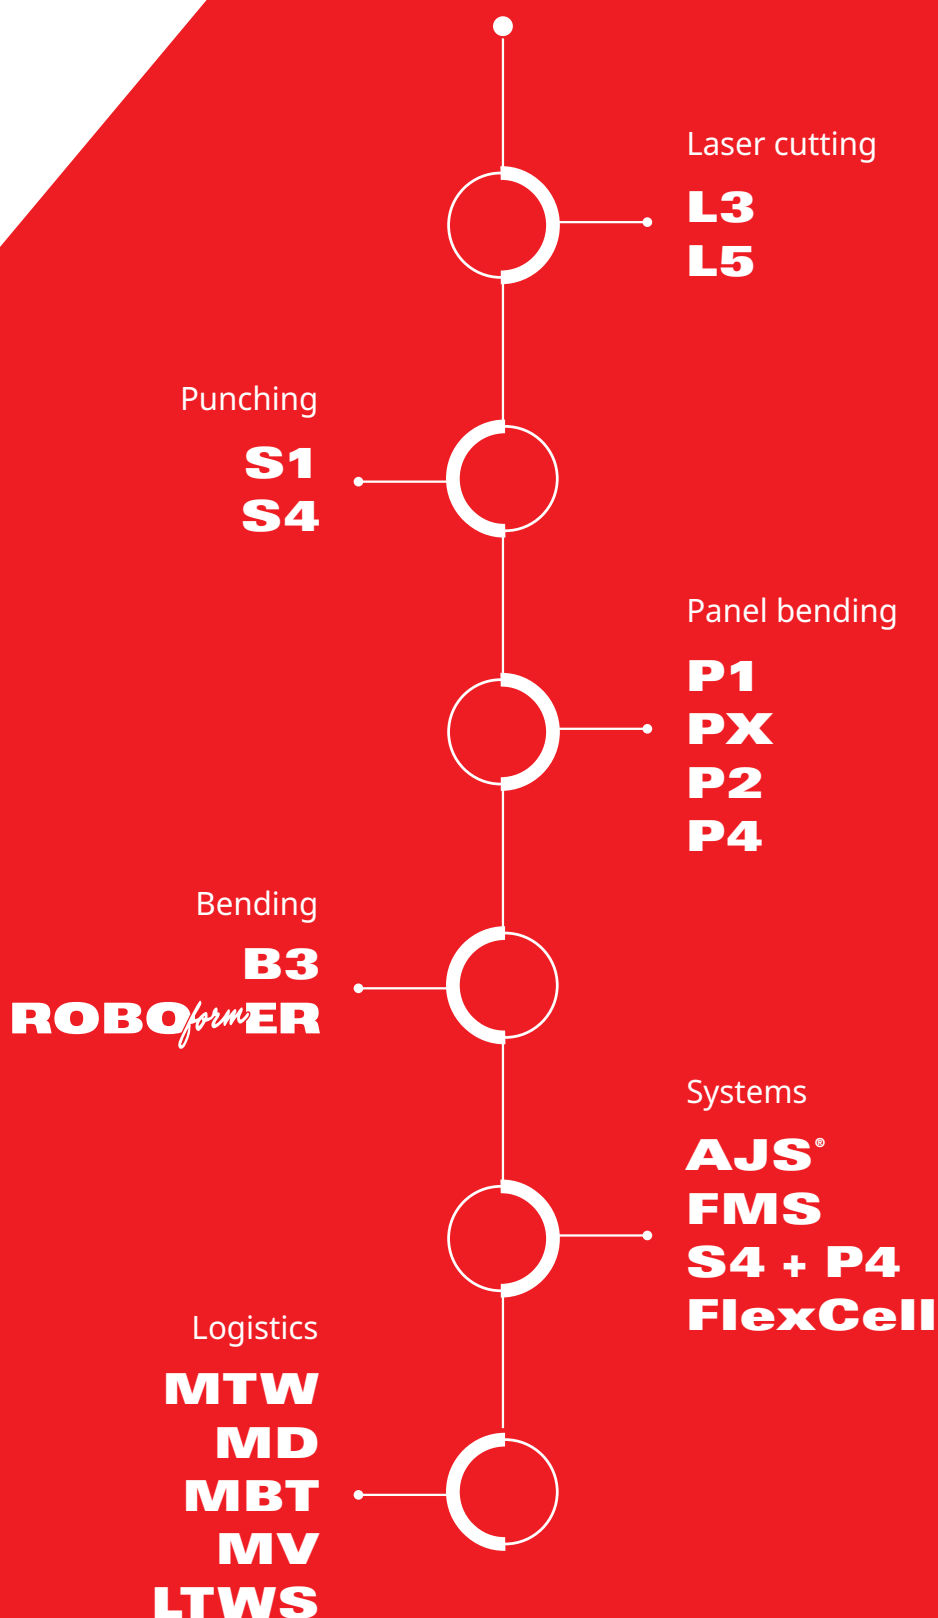 Laser cutting
L3
L5
Punching
S1
S4
Panel bending
P1
PX
P2
P4
Bending
B3
ROBOformER
Systems
AJS®
FMS
S4 + P4
FlexCell
Logistics
MTW
MD
MBT
MV
LTWS